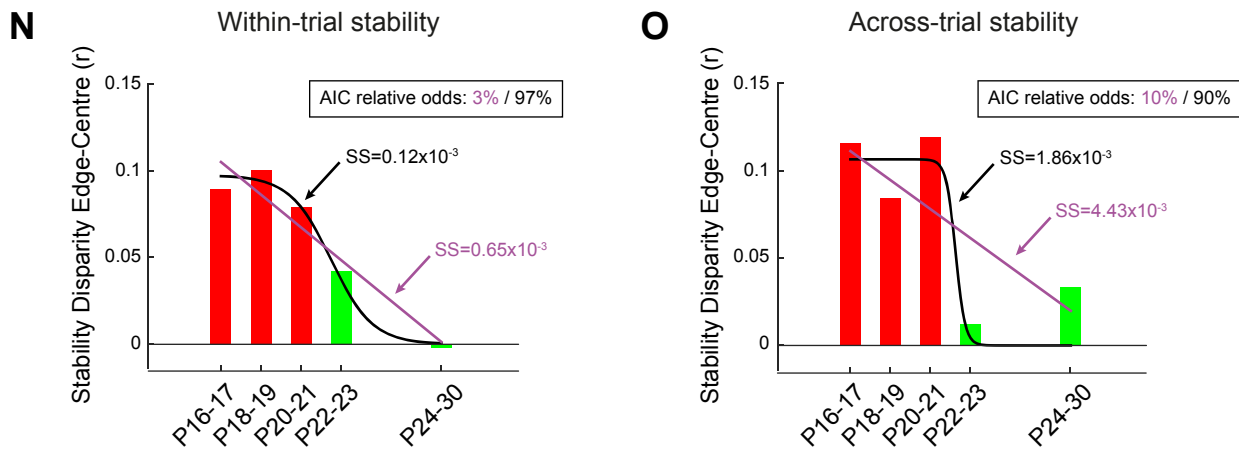 N
Within-trial stability
Stability Disparity Edge-Centre (r)
0.15
0.1
0.05
0
AIC relative odds: 3% / 97%
SS=0.12x10⁻³
SS=0.65x10⁻³
P16-17
P18-19
P20-21
P22-23
P24-30
O
Across-trial stability
Stability Disparity Edge-Centre (r)
0.15
0.1
0.05
0
AIC relative odds: 10% / 90%
SS=1.86x10⁻³
SS=4.43x10⁻³
P16-17
P18-19
P20-21
P22-23
P24-30